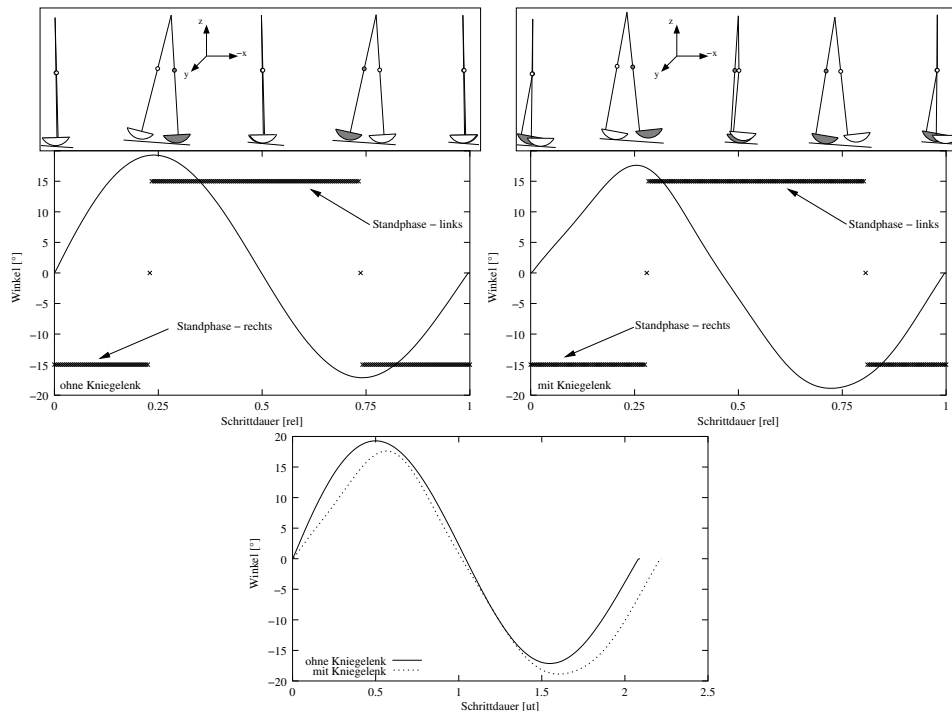 z
−x
y
z
−x
y
15
10
5
0
−5
−10
−15
−20
Winkel [°]
Standphase − links
Standphase − rechts
ohne Kniegelenk
0
0.25
0.5
0.75
1
Schrittdauer [rel]
15
10
5
0
−5
−10
−15
−20
Winkel [°]
Standphase − links
Standphase − rechts
mit Kniegelenk
0
0.25
0.5
0.75
1
Schrittdauer [rel]
20
15
10
5
0
−5
−10
−15
−20
Winkel [°]
ohne Kniegelenk
mit Kniegelenk
0
0.5
1
1.5
2
2.5
Schrittdauer [ut]